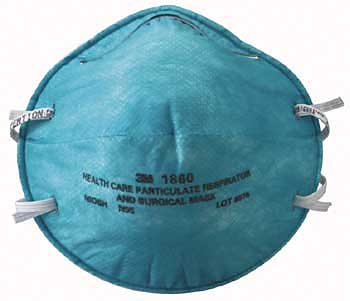 3M 1860
HEALTH CARE PARTICULATE RESPIRATOR
AND SURGICAL MASK
NIOSH N95 LOT